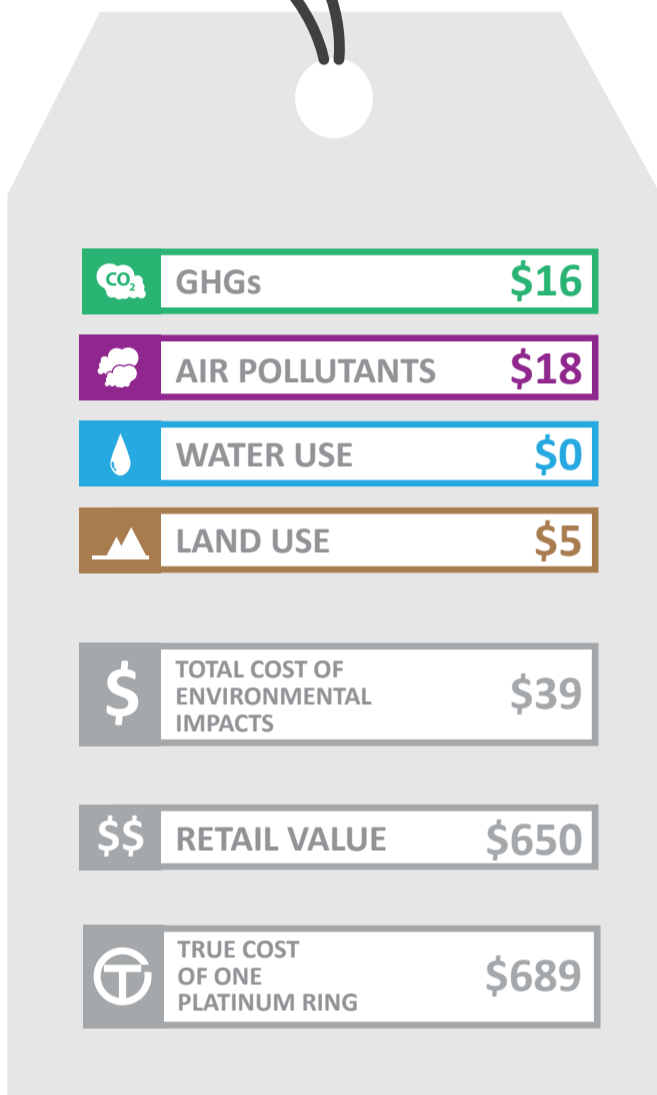 CO₂ GHGs $16
AIR POLLUTANTS $18
WATER USE $0
LAND USE $5
$ TOTAL COST OF
ENVIRONMENTAL $39
IMPACTS
$$ RETAIL VALUE $650
TRUE COST
OF ONE $689
PLATINUM RING